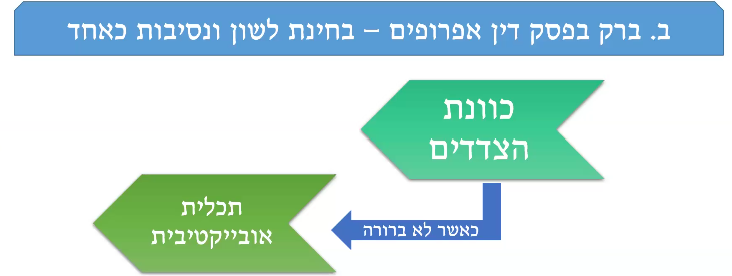 ב. ברק בפסק דין אפרופים – בחינת לשון ונסיבות כאחד
כוונת
הצדדים
כאשר לא ברורה
תכלית
אובייקטיבית